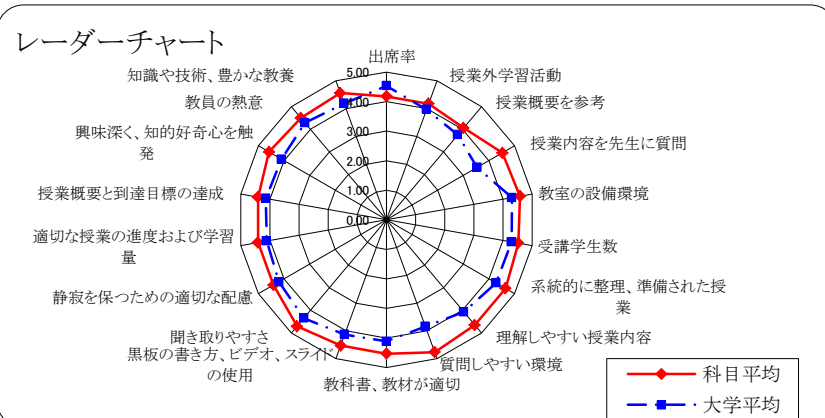 レーダーチャート
出席率
授業外学習活動
授業概要を参考
授業内容を先生に質問
教室の設備環境
受講学生数
系統的に整理、準備された授
業
理解しやすい授業内容
質問しやすい環境
教科書、教材が適切
黒板の書き方、ビデオ、スライド
の使用
聞き取りやすさ
静寂を保つための適切な配慮
適切な授業の進度および学習
量
授業概要と到達目標の達成
興味深く、知的好奇心を触
発
教員の熱意
知識や技術、豊かな教養
5.00
4.00
3.00
2.00
1.00
0.00
科目平均
大学平均